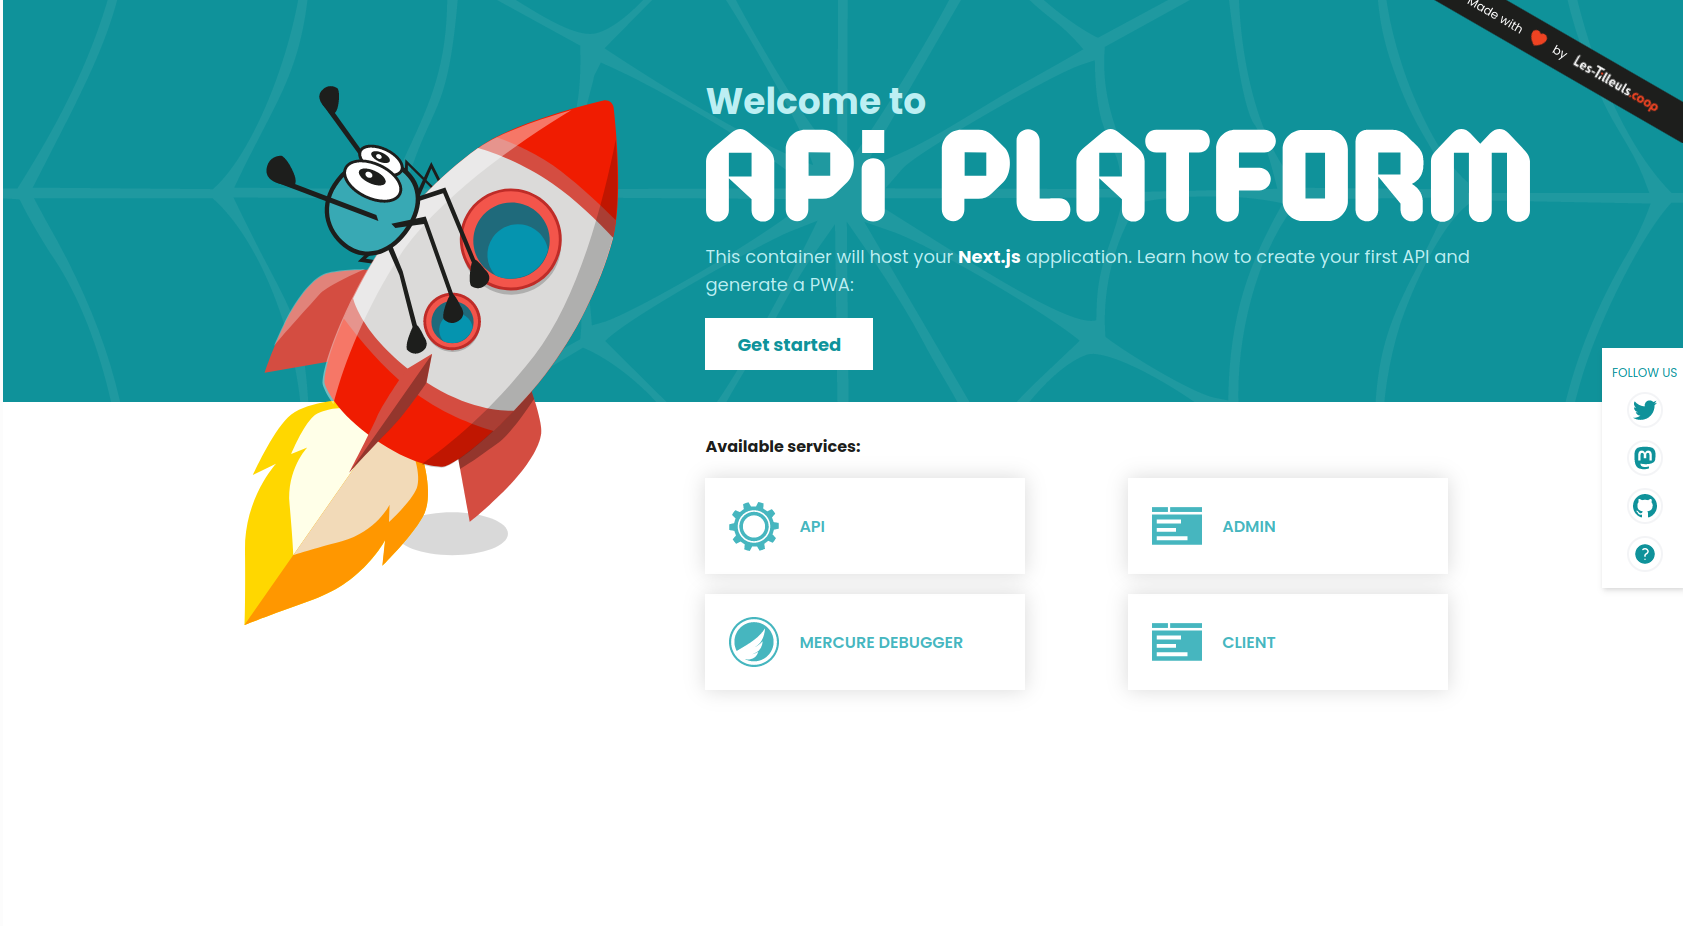 Made with ❤ by Les-Tilleuls.coop
Welcome to
API PLATFORM
This container will host your Next.js application. Learn how to create your first API and
generate a PWA:
Get started
FOLLOW US
Available services:
API
ADMIN
MERCURE DEBUGGER
CLIENT